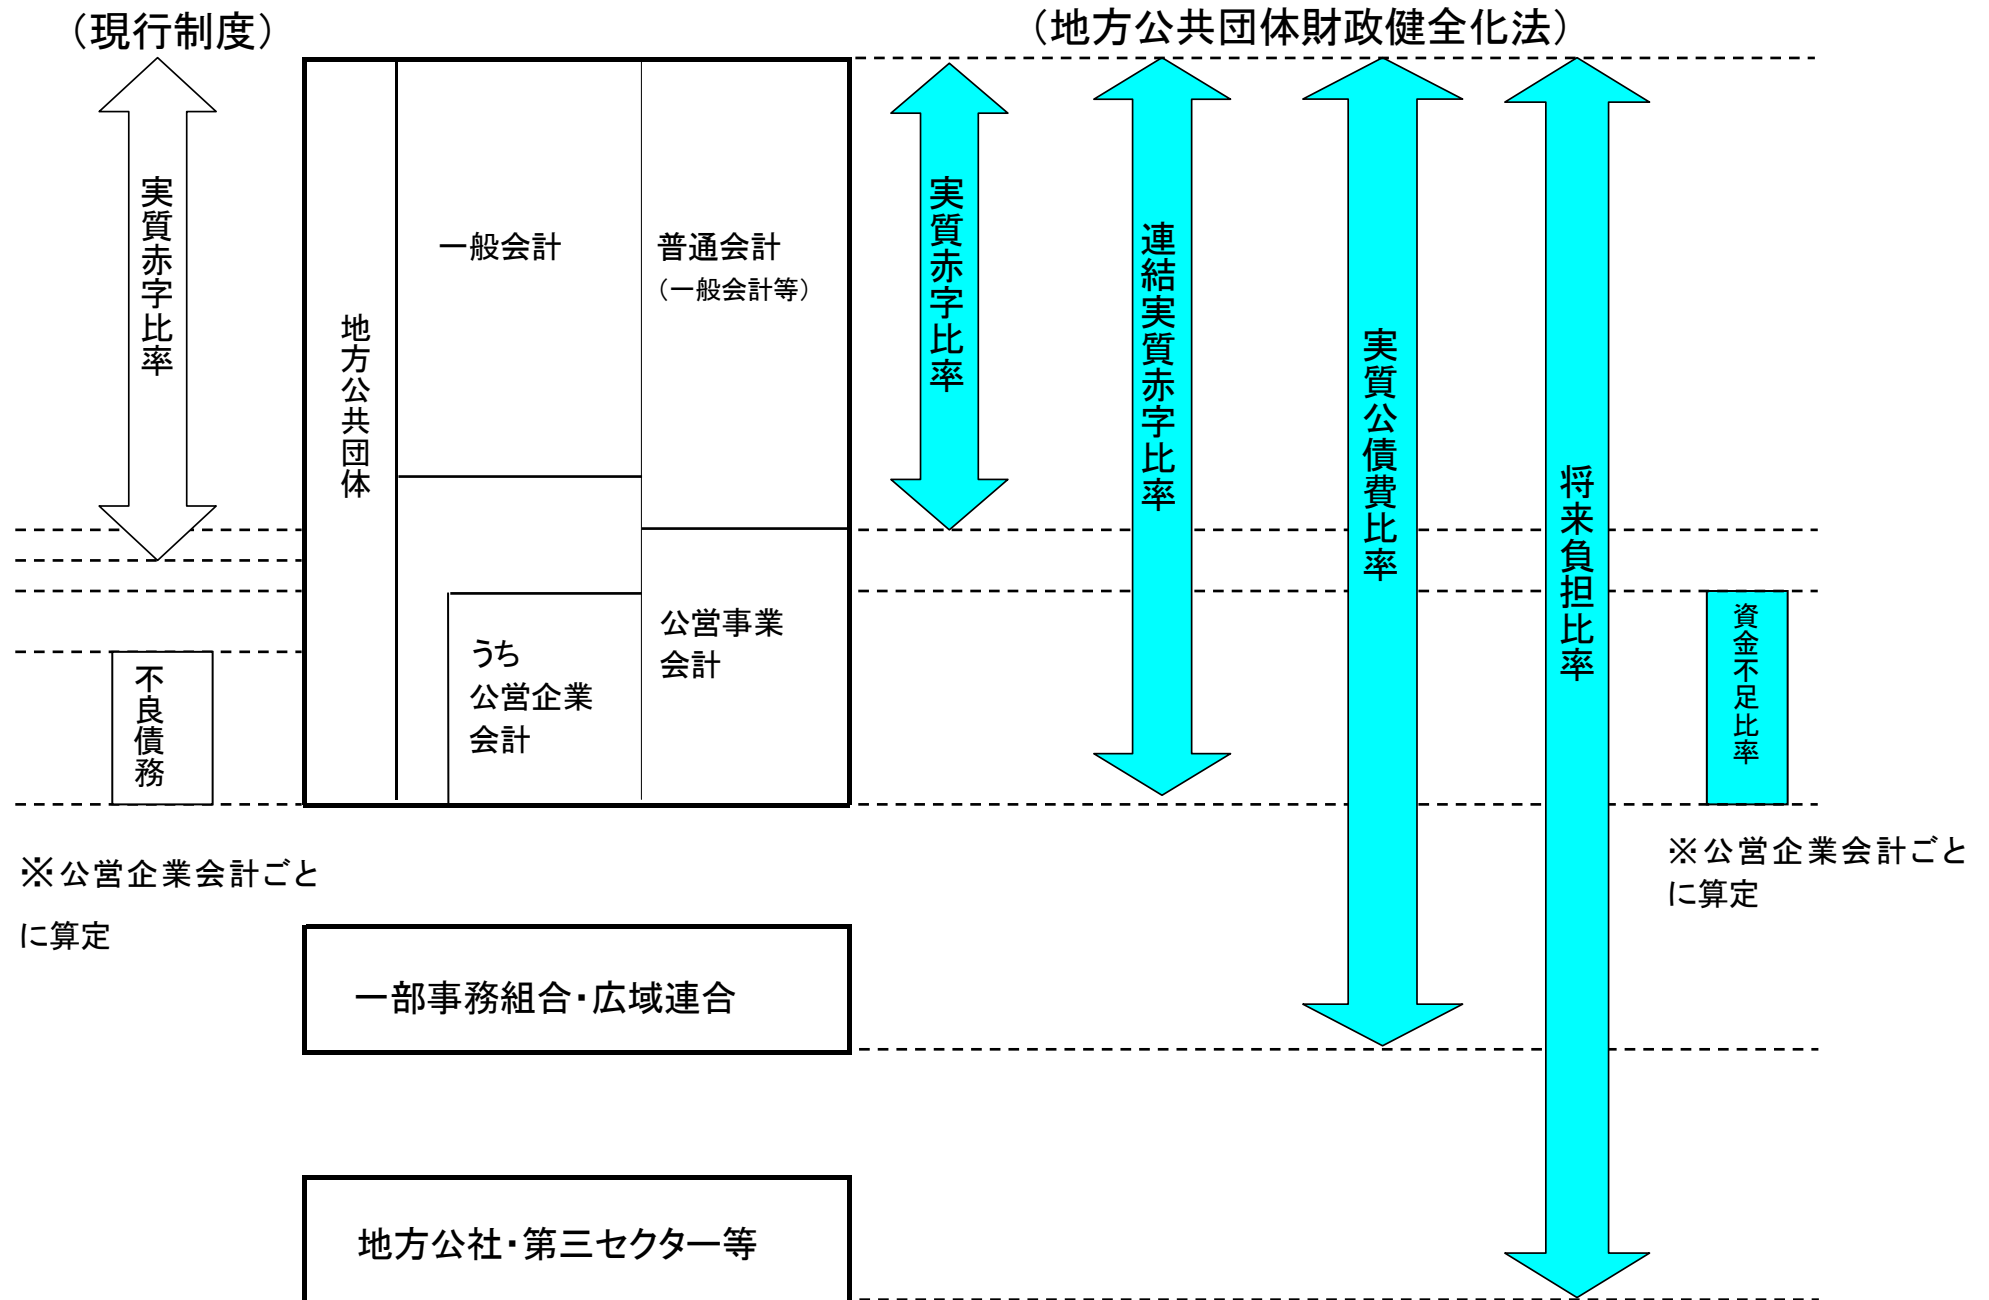 （現行制度）
（地方公共団体財政健全化法）
実質赤字比率
不良債務
※公営企業会計ごと
に算定
地方公共団体
一般会計
普通会計
（一般会計等）
うち
公営企業
会計
公営事業
会計
実質赤字比率
連結実質赤字比率
実質公債費比率
将来負担比率
資金不足比率
※公営企業会計ごと
に算定
一部事務組合・広域連合
地方公社・第三セクター等